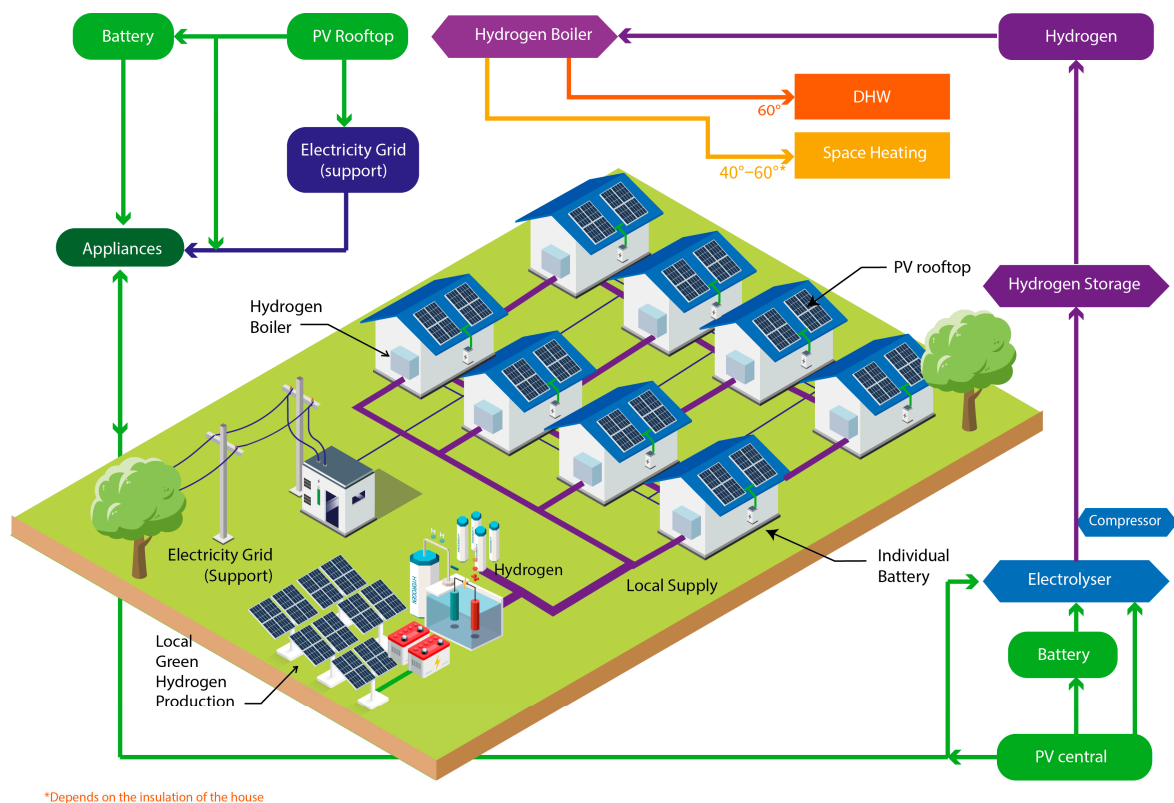 Battery
PV Rooftop
Hydrogen Boiler
Hydrogen
DHW
60°
Electricity Grid
(support)
Space Heating
40°–60°*
Appliances
PV rooftop
Hydrogen Storage
Hydrogen
Boiler
Compressor
Electricity Grid
(Support)
Hydrogen
Local Supply
Individual
Battery
Electrolyser
HYDROGEN
Local
Green
Hydrogen
Production
Battery
PV central
*Depends on the insulation of the house